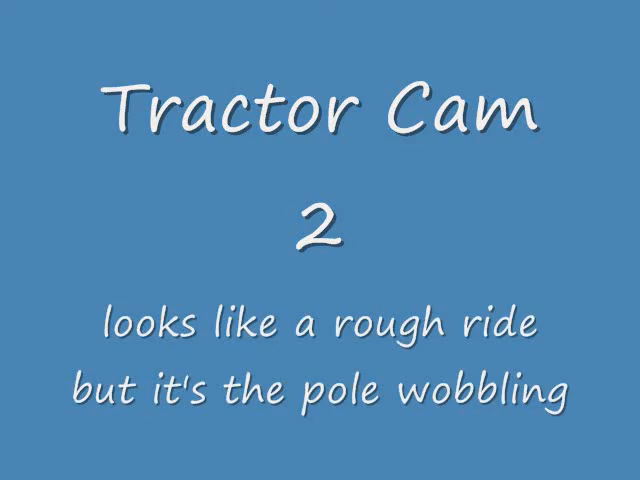 Tractor Cam
2
looks like a rough ride
but it's the pole wobbling